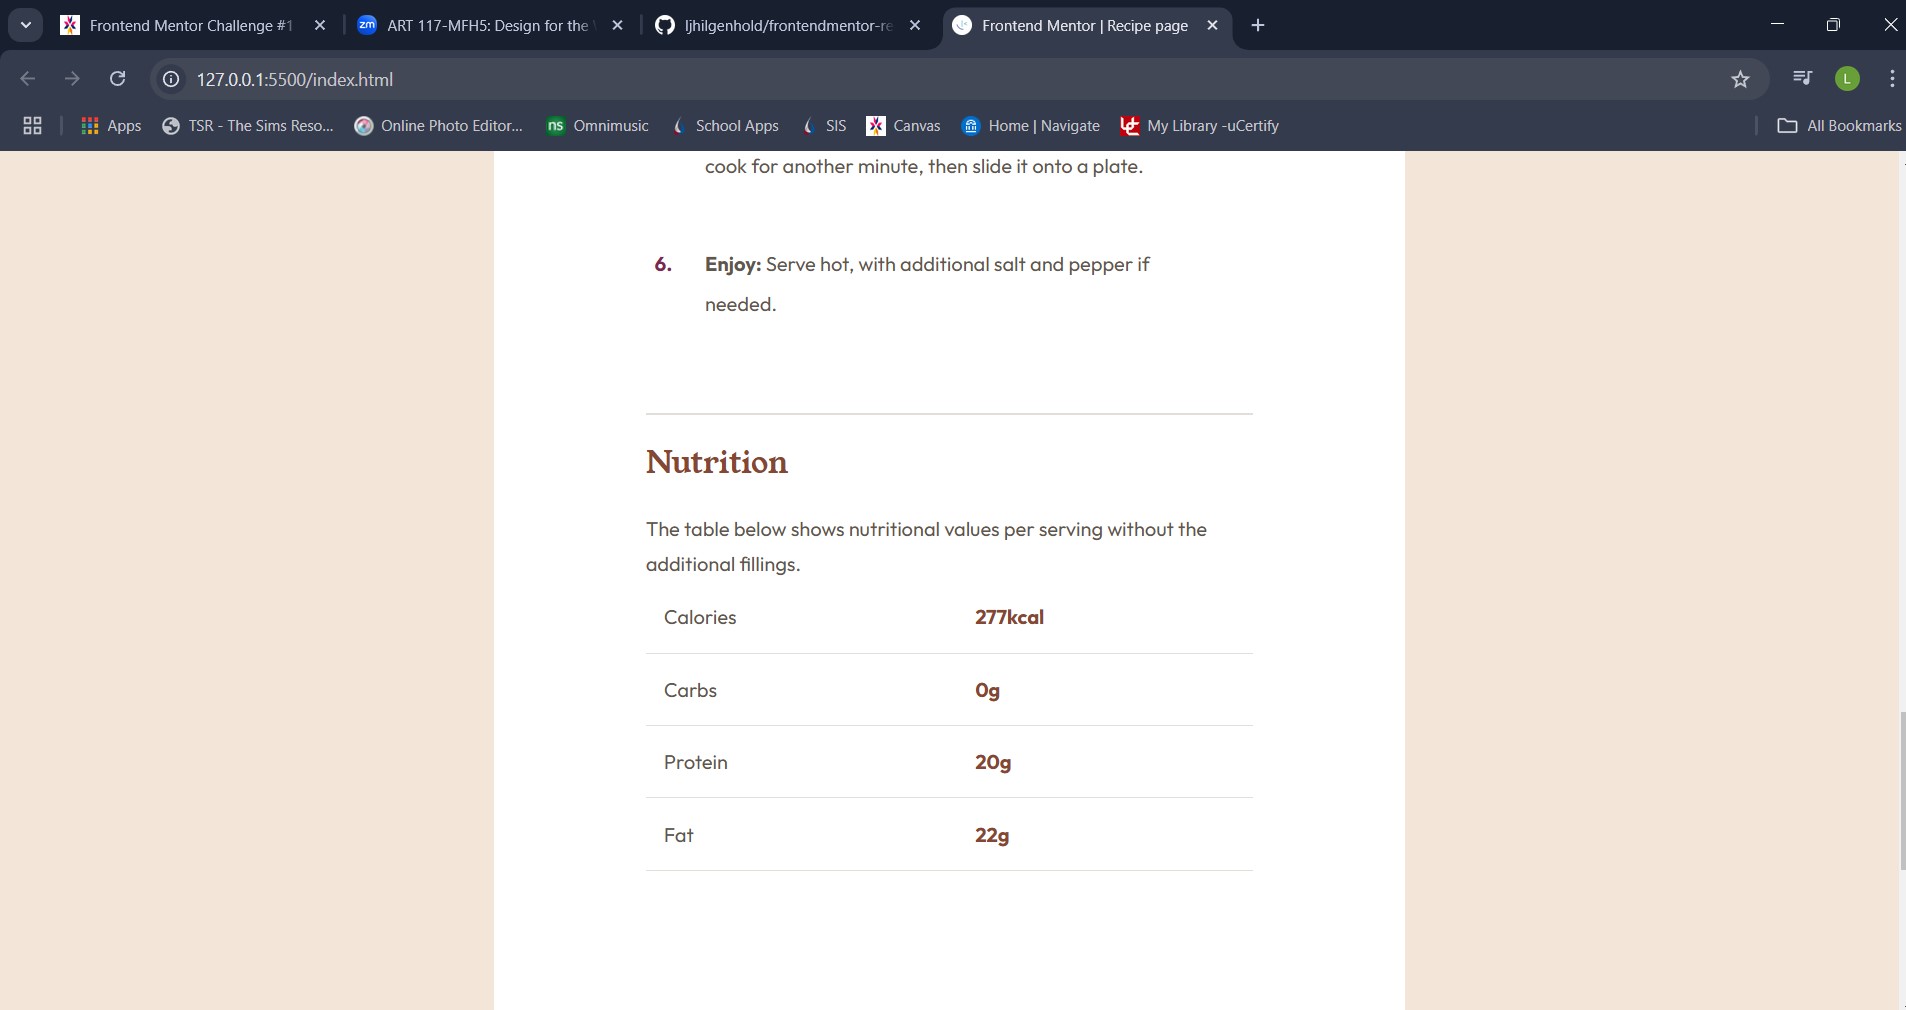 Frontend Mentor Challenge #1
zm ART 117-MFH5: Design for the
ljhilgenhold/frontendmentor-re
Frontend Mentor | Recipe page
127.0.0.1:5500/index.html
L
Apps
TSR - The Sims Reso...
Online Photo Editor...
ns Omnimusic
School Apps
SIS
Canvas
Home | Navigate
My Library -uCertify
All Bookmarks
cook for another minute, then slide it onto a plate.
6. Enjoy: Serve hot, with additional salt and pepper if
needed.
Nutrition
The table below shows nutritional values per serving without the
additional fillings.
Calories 277kcal
Carbs 0g
Protein 20g
Fat 22g